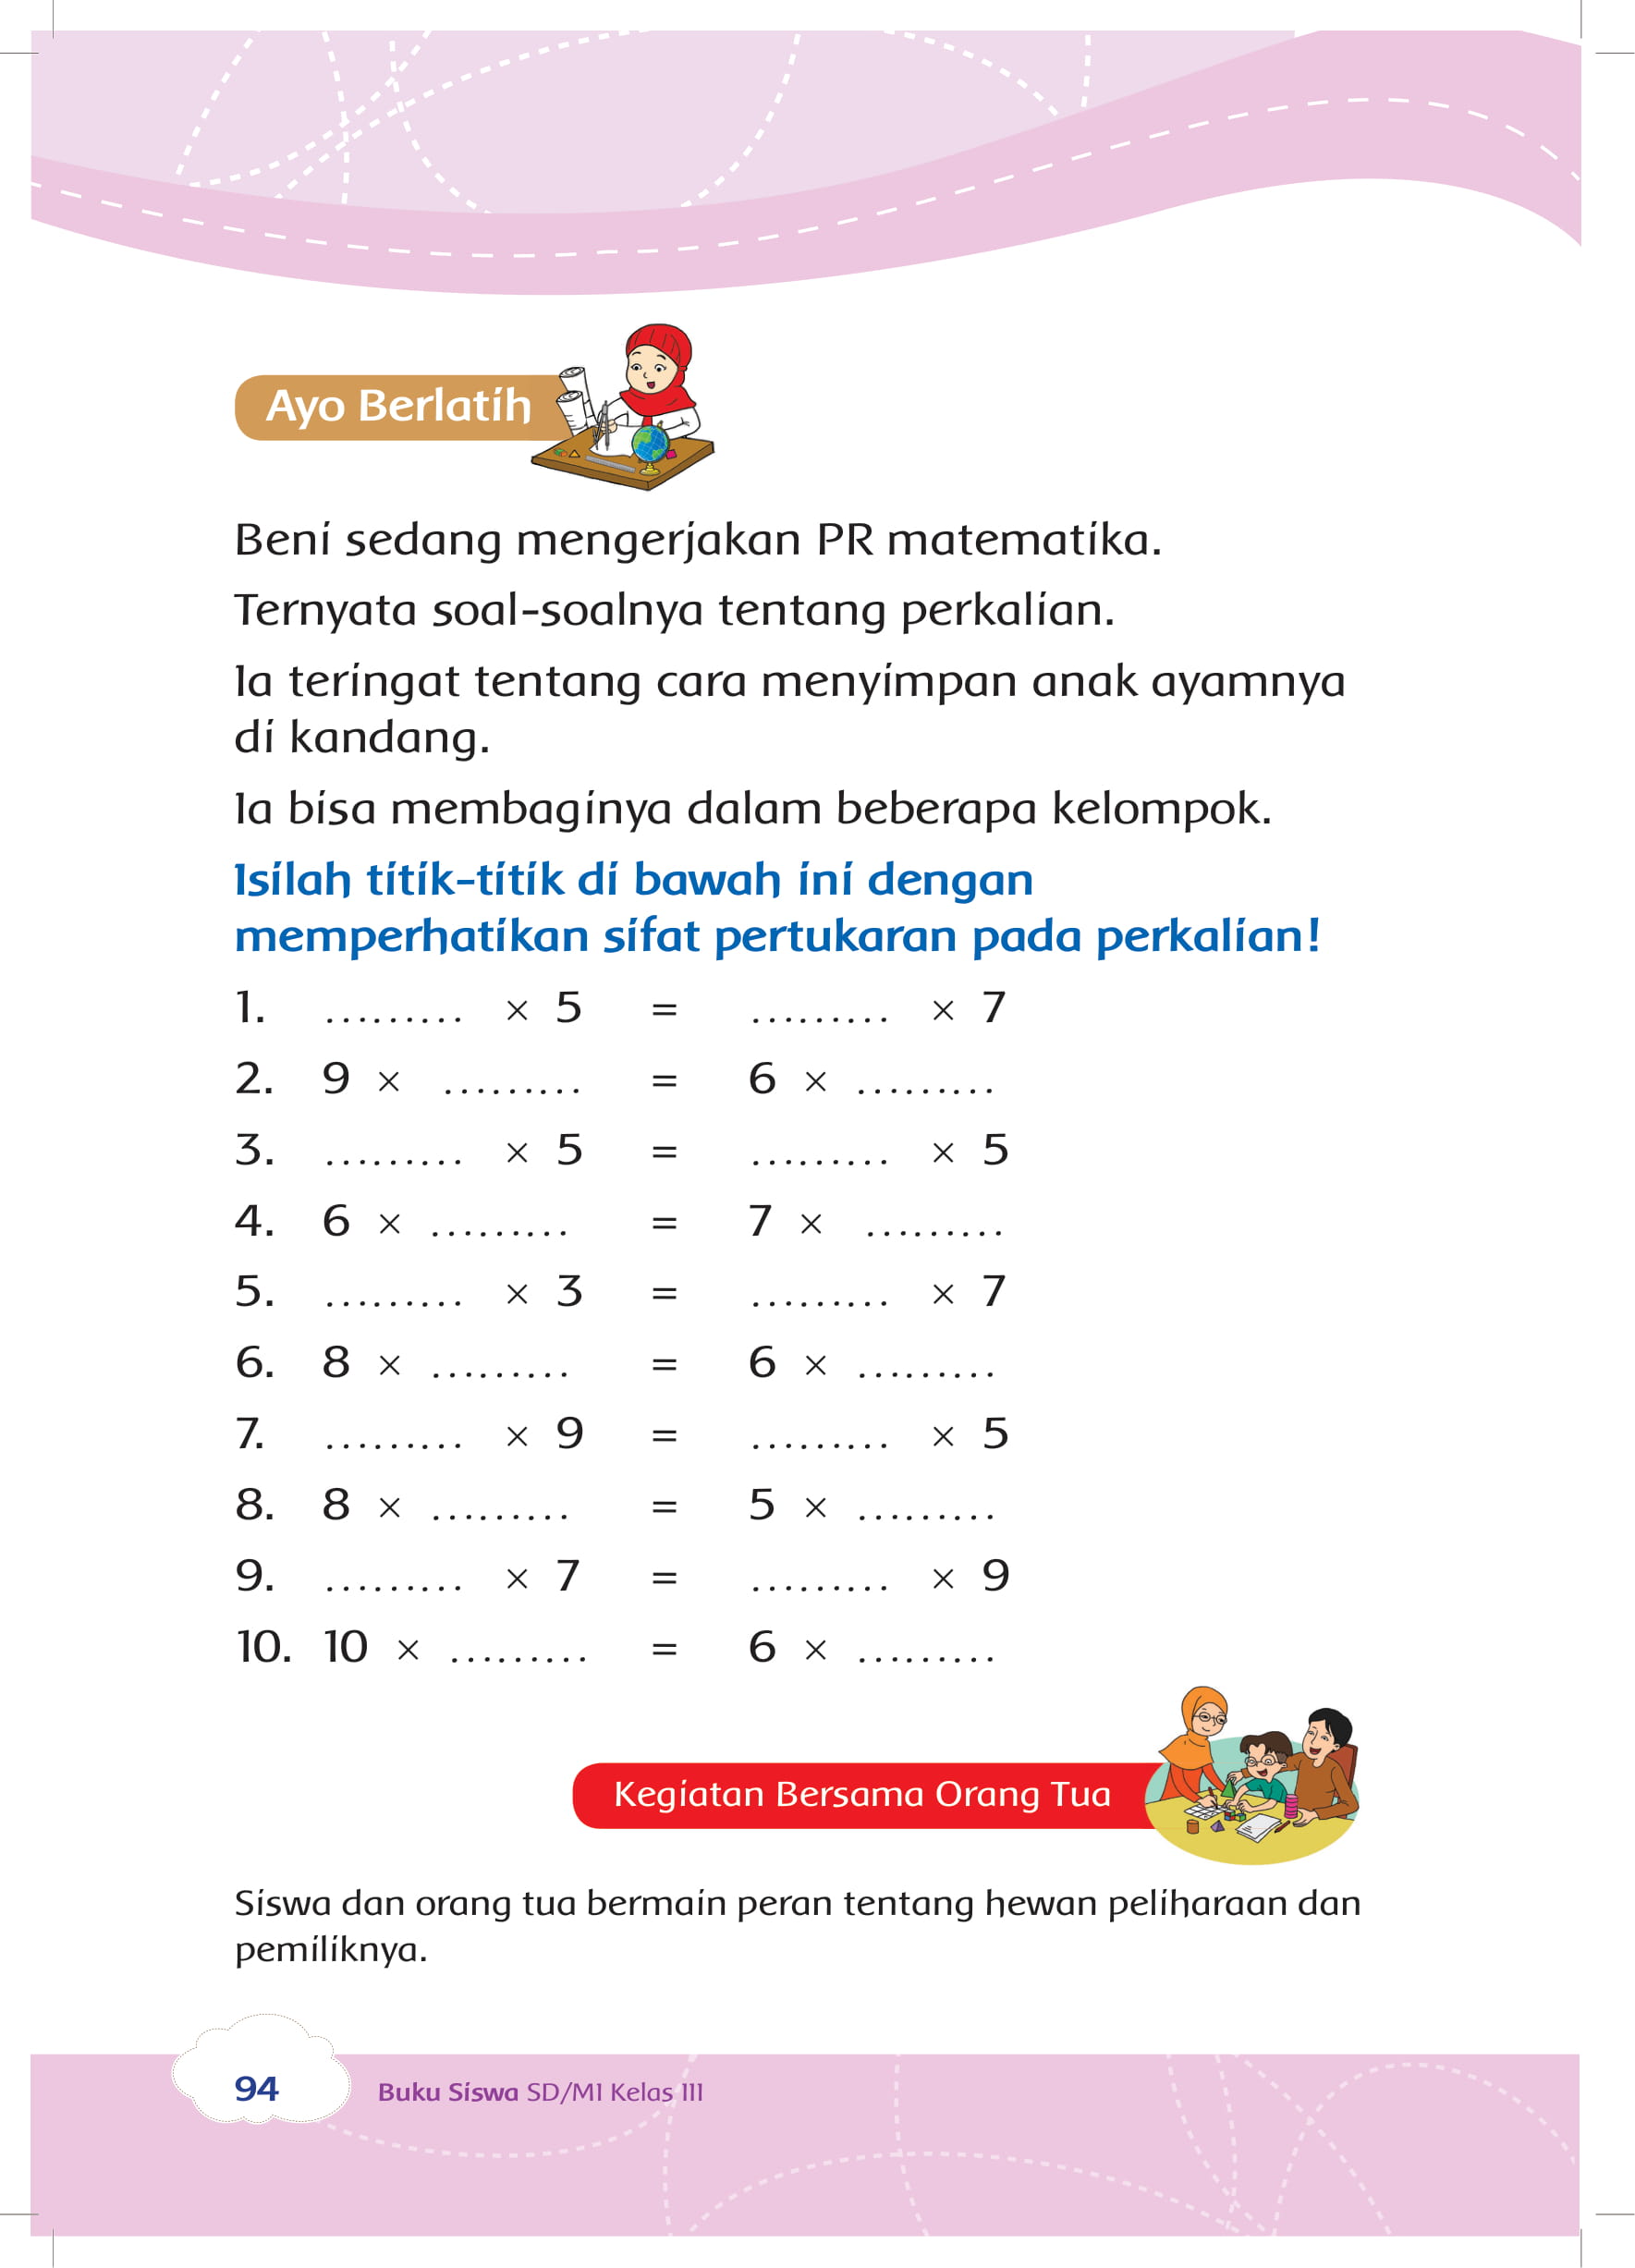 Ayo Berlatih
Beni sedang mengerjakan PR matematika.
Ternyata soal-soalnya tentang perkalian.
Ia teringat tentang cara menyimpan anak ayamnya
di kandang.
Ia bisa membaginya dalam beberapa kelompok.
Isilah titik-titik di bawah ini dengan
memperhatikan sifat pertukaran pada perkalian!
1. ......... × 5 = ......... × 7
2. 9 × ......... = 6 × .........
3. ......... × 5 = ......... × 5
4. 6 × ......... = 7 × .........
5. ......... × 3 = ......... × 7
6. 8 × ......... = 6 × .........
7. ......... × 9 = ......... × 5
8. 8 × ......... = 5 × .........
9. ......... × 7 = ......... × 9
10. 10 × ......... = 6 × .........
Kegiatan Bersama Orang Tua
Siswa dan orang tua bermain peran tentang hewan peliharaan dan
pemiliknya.
94 Buku Siswa SD/MI Kelas III